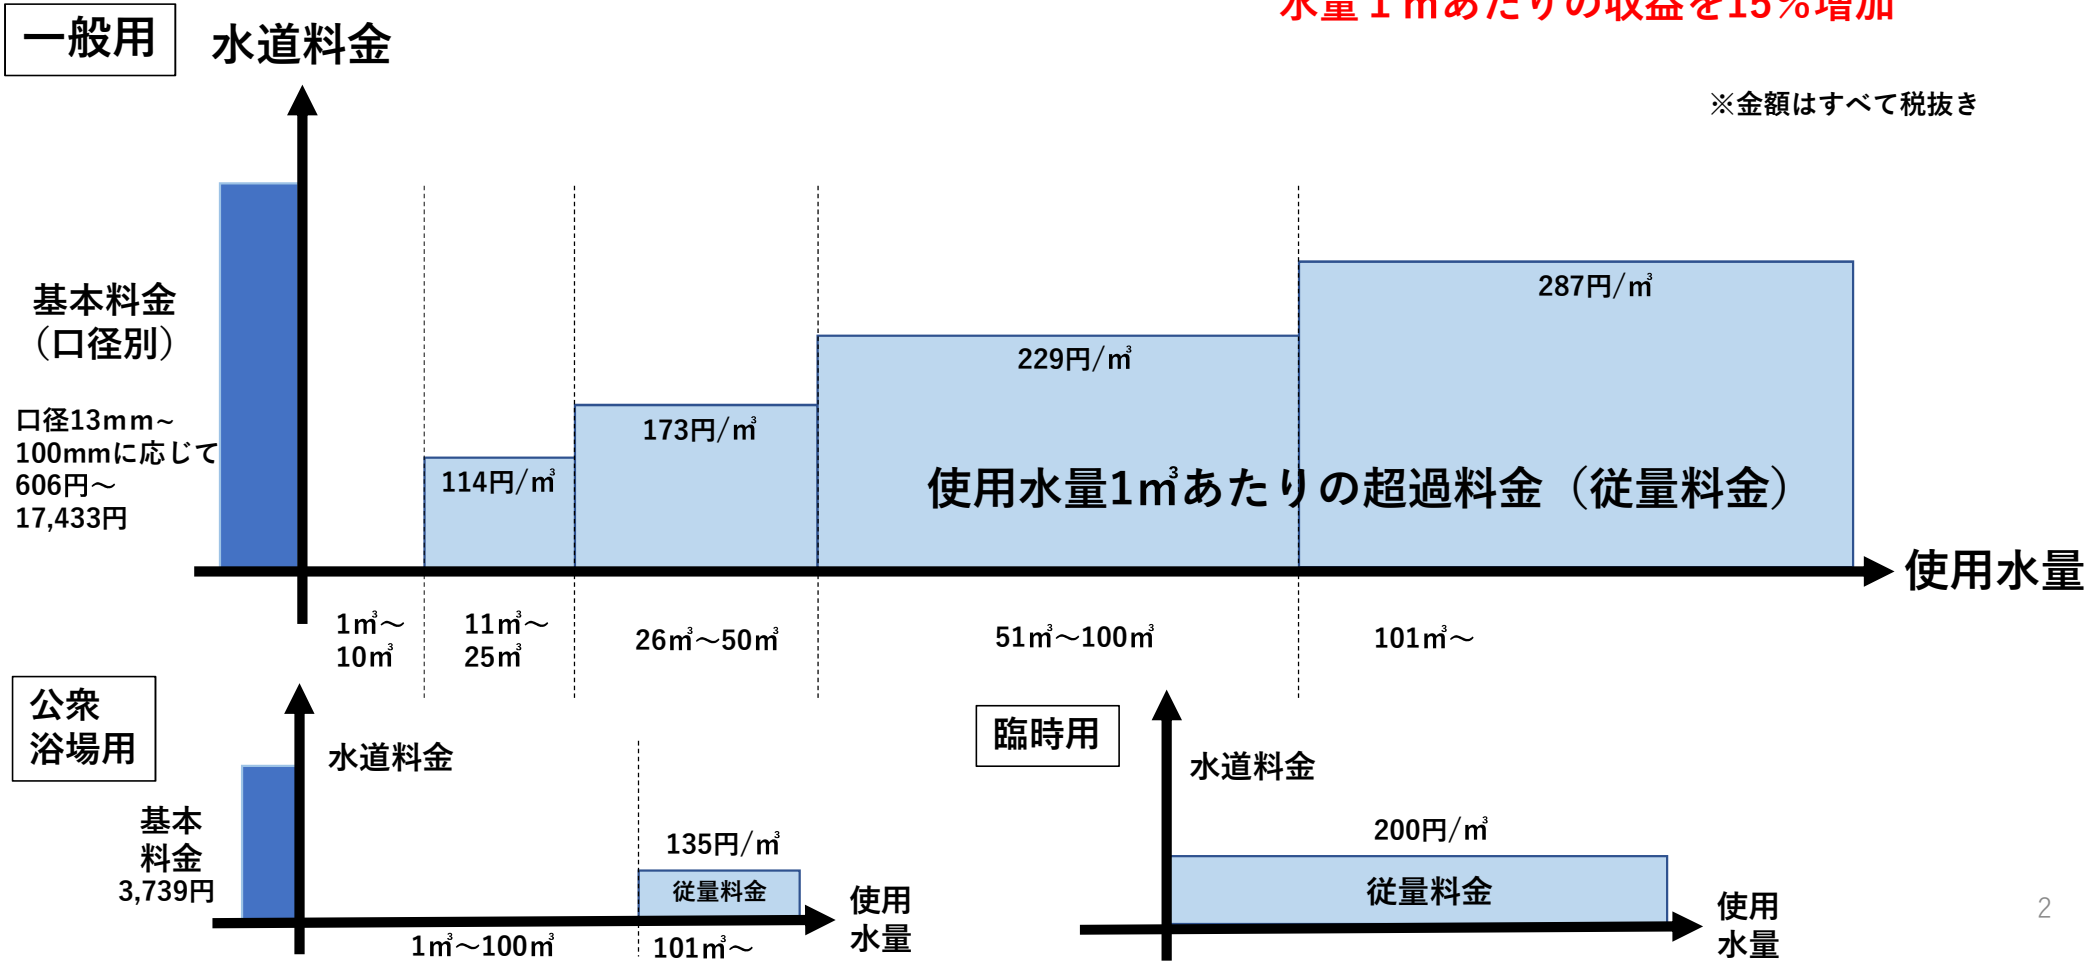 水量１㎥あたりの収益を15%増加
一般用
水道料金
※金額はすべて税抜き
基本料金
（口径別）
口径13mm~
100mmに応じて
606円～
17,433円
114円/㎥
173円/㎥
229円/㎥
287円/㎥
使用水量1㎥あたりの超過料金（従量料金）
使用水量
1㎥～
10㎥
11㎥～
25㎥
26㎥～50㎥
51㎥～100㎥
101㎥～
公衆
浴場用
水道料金
基本
料金
3,739円
135円/㎥
従量料金
使用
水量
1㎥～100㎥
101㎥～
臨時用
水道料金
200円/㎥
従量料金
使用
水量
2